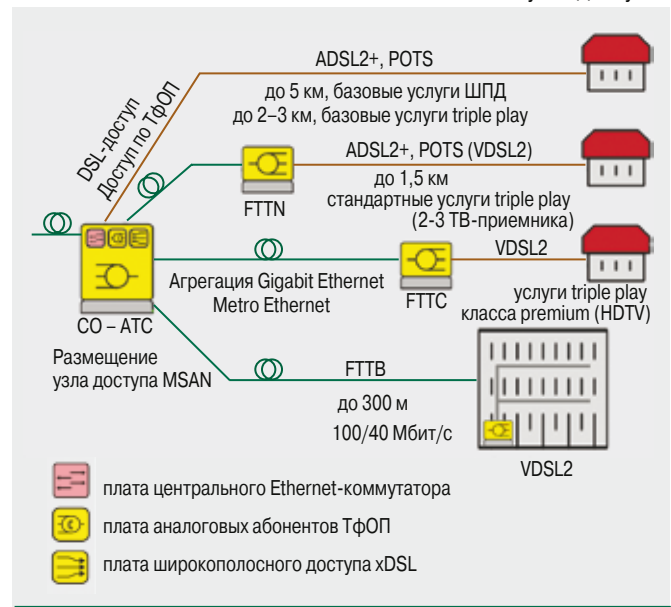 ADSL2+, POTS
до 5 км, базовые услуги ШПД
до 2–3 км, базовые услуги triple play
DSL-доступ
Доступ по ТфОП
ADSL2+, POTS (VDSL2)
FTTN
до 1,5 км
стандартные услуги triple play
(2-3 ТВ-приемника)
VDSL2
Агрегация Gigabit Ethernet
Metro Ethernet
FTTC
услуги triple play
класса premium (HDTV)
CO – АТС
Размещение
узла доступа MSAN
FTTB
до 300 м
100/40 Мбит/с
VDSL2
плата центрального Ethernet-коммутатора
плата аналоговых абонентов ТфОП
плата широкополосного доступа xDSL